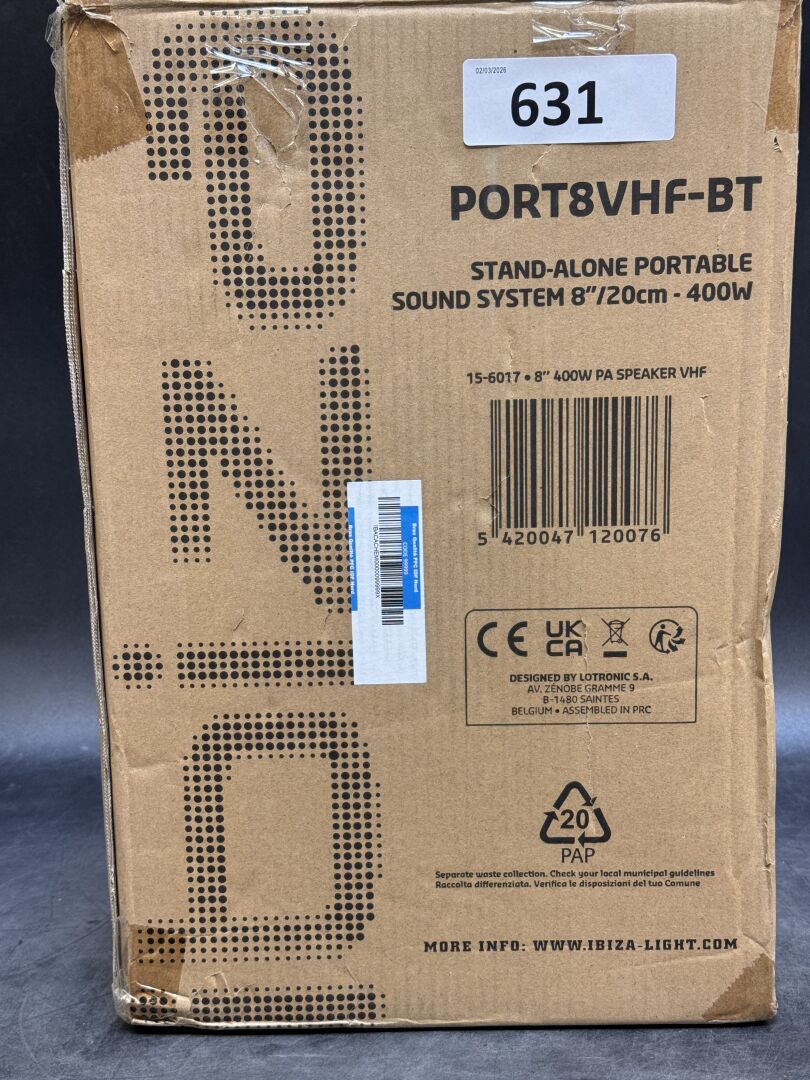 02/03/2026
631
PORT8VHF-BT
STAND-ALONE PORTABLE
SOUND SYSTEM 8"/20cm - 400W
15-6017 • 8" 400W PA SPEAKER VHF
5 420047 120076
CE UK
CA
DESIGNED BY LOTRONIC S.A.
AV. ZÉNOBE GRAMME 9
B-1480 SAINTES
BELGIUM • ASSEMBLED IN PRC
20
PAP
Separate waste collection. Check your local municipal guidelines
Raccolta differenziata. Verifica le disposizioni del tuo Comune
MORE INFO: WWW.IBIZA-LIGHT.COM